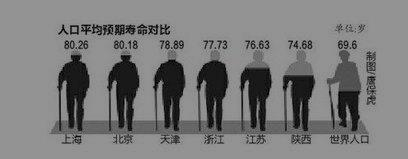 人口平均预期寿命对比
单位:岁
80.26 80.18 78.89 77.73 76.63 74.68 69.6
制图/唐保虎
上海 北京 天津 浙江 江苏 陕西 世界人口